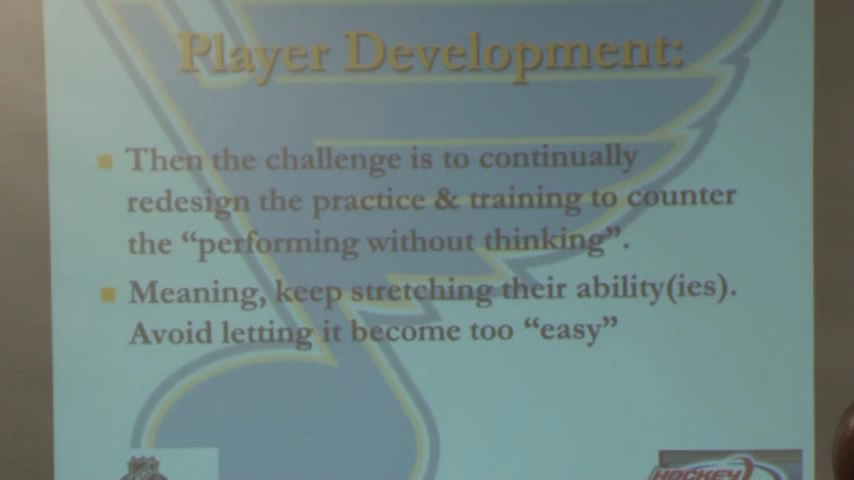 Player Development:
Then the challenge is to continually
redesign the practice & training to counter
the “performing without thinking”.
Meaning, keep stretching their ability(ies).
Avoid letting it become too “easy”
HOCKEY